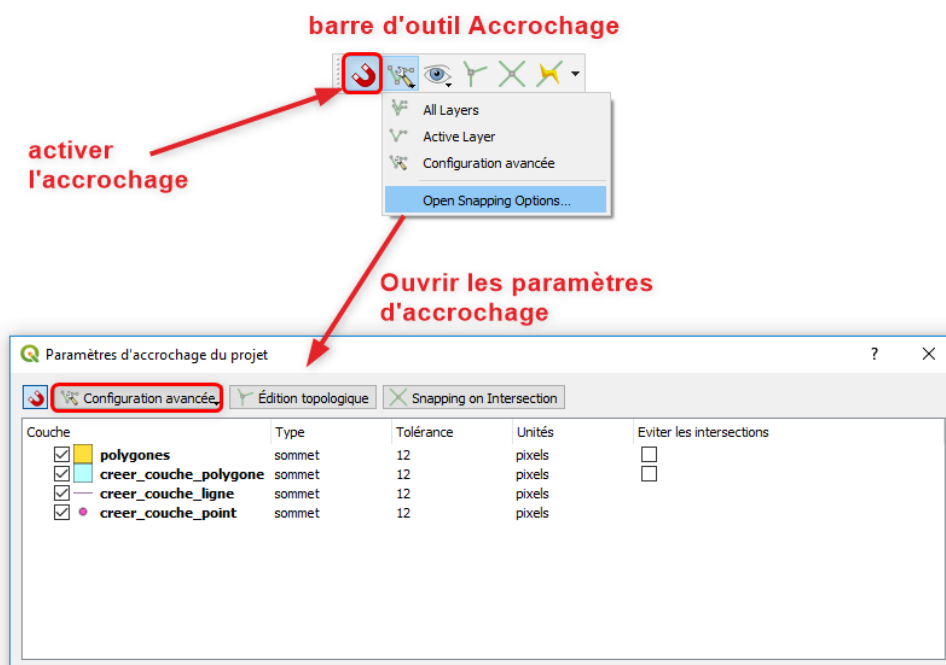 barre d'outil Accrochage
All Layers
Active Layer
Configuration avancée
Open Snapping Options...
activer
l'accrochage
Ouvrir les paramètres
d'accrochage
Paramètres d'accrochage du projet
Configuration avancée Édition topologique Snapping on Intersection
Couche Type Tolérance Unités Eviter les intersections
polygones sommet 12 pixels
creer_couche_polygone sommet 12 pixels
creer_couche_ligne sommet 12 pixels
creer_couche_point sommet 12 pixels